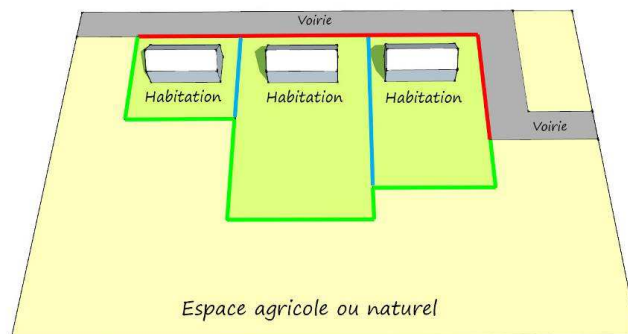 Voirie
Habitation
Habitation
Habitation
Voirie
Espace agricole ou naturel